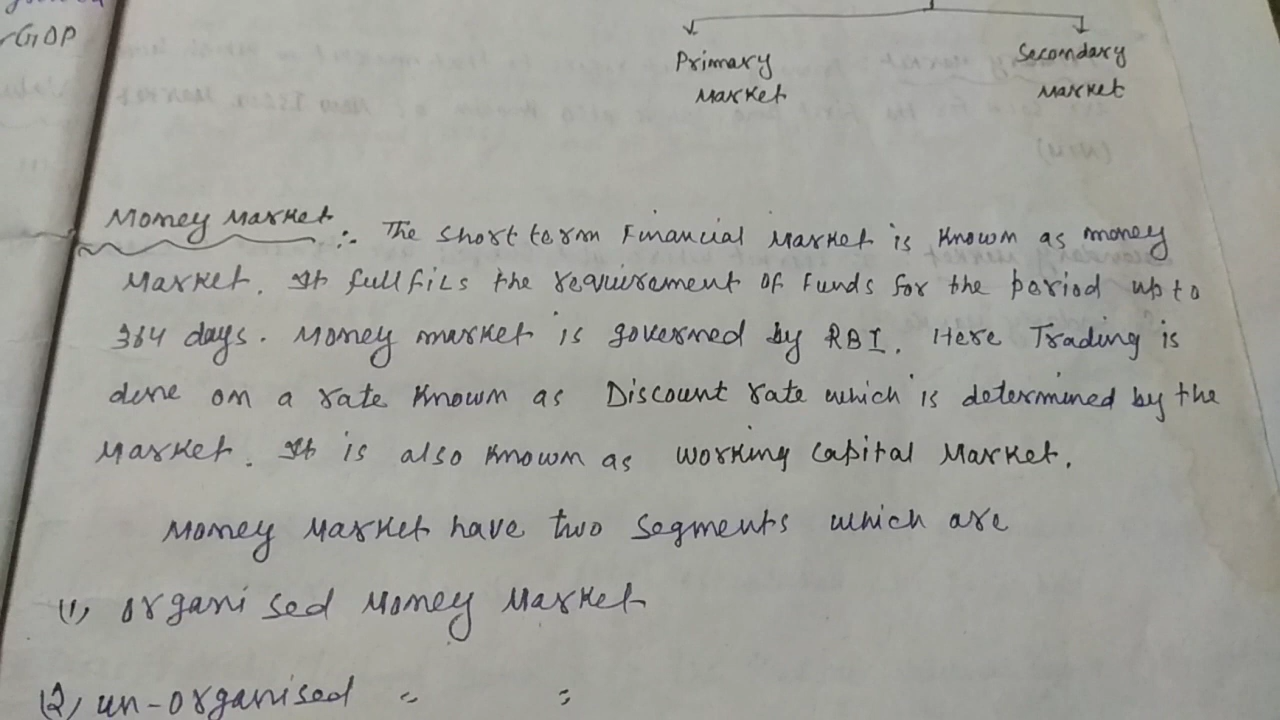 GDP
Primary Secondary
Market Market
Money Market :- The short term Financial Market is known as money
Market. It fullfils the requirement of Funds for the period upto
364 days. Money market is governed by RBI. Here Trading is
done on a rate known as Discount rate which is determined by the
Market. It is also known as working capital Market.
Money Market have two segments which are
(1) organised Money Market
(2) un-organised " "